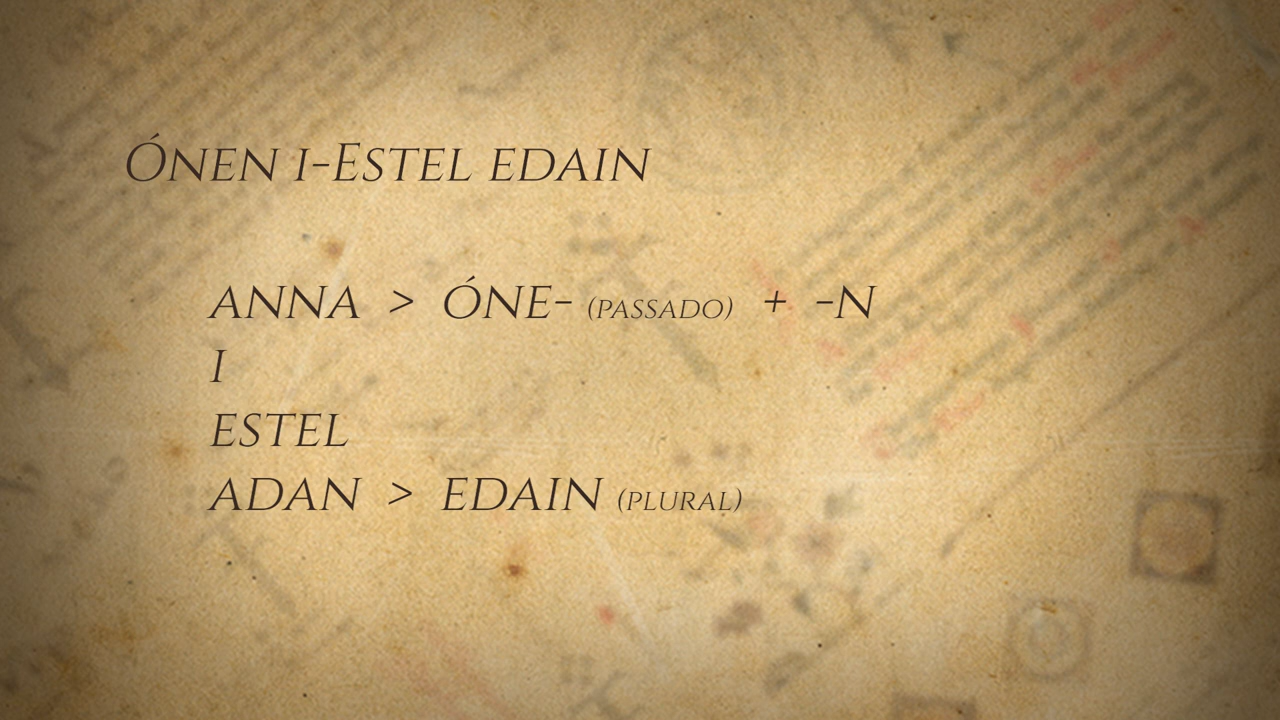 Ónen i-Estel edain
anna > óne- (passado) + -n
i
estel
adan > edain (plural)